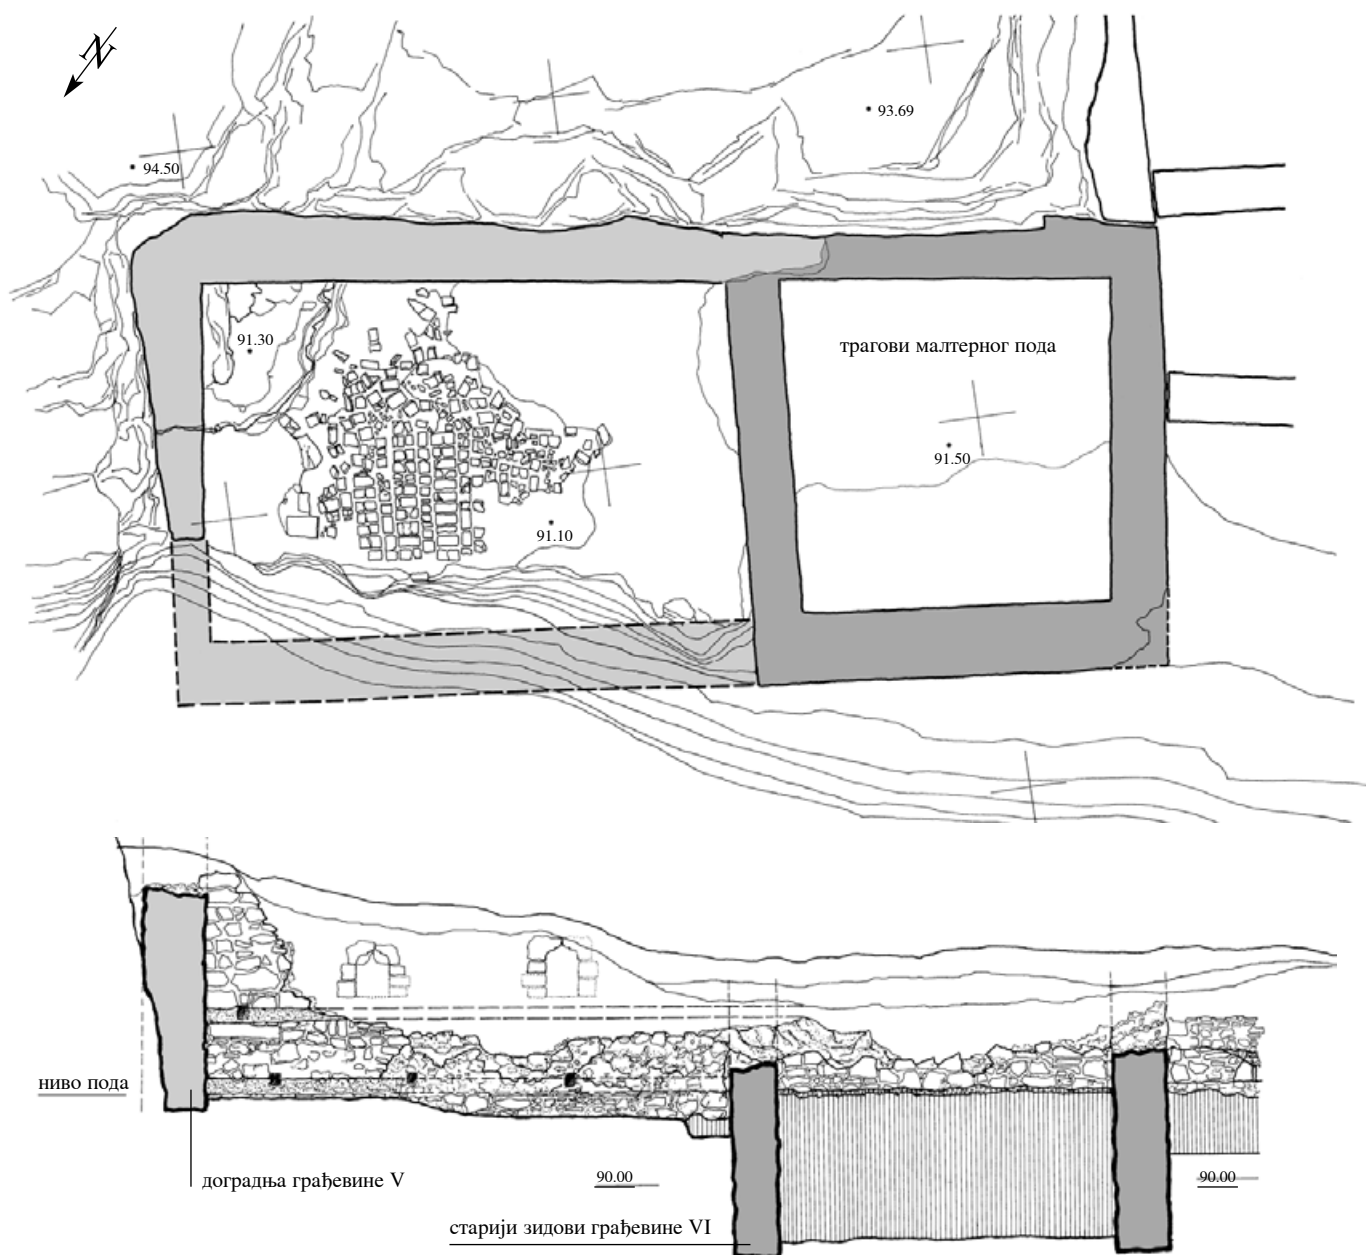 N
93.69
94.50
91.30
трагови малтерног пода
91.50
91.10
ниво пода
доградња грађевине V
90.00
90.00
старији зидови грађевине VI